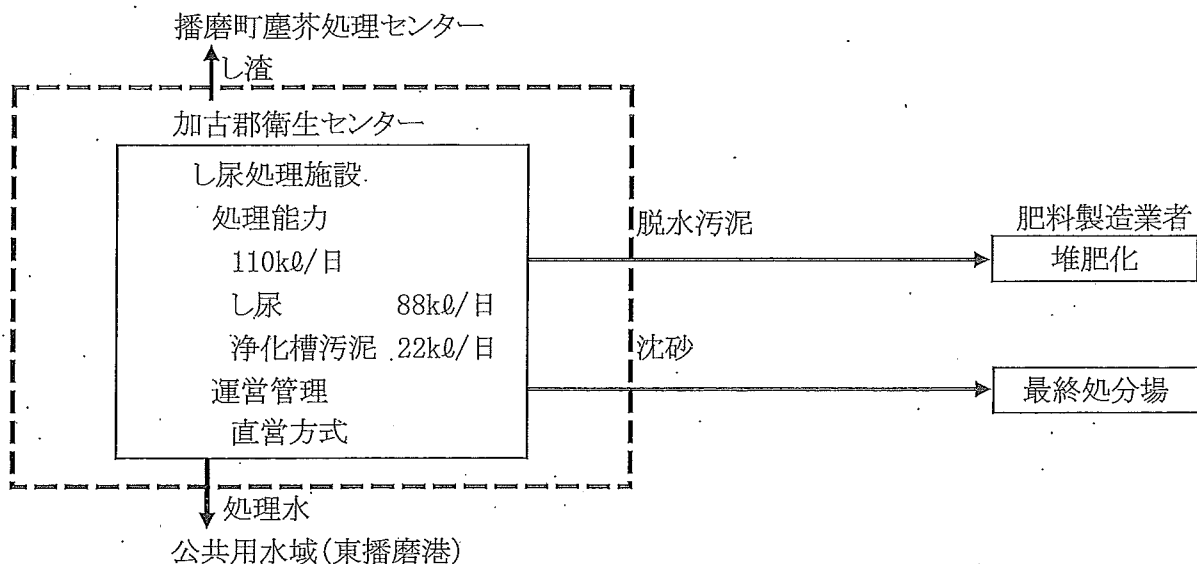 播磨町塵芥処理センター
し渣
加古郡衛生センター
し尿処理施設
処理能力
110kℓ/日
し尿 88kℓ/日
浄化槽汚泥 22kℓ/日
運営管理
直営方式
脱水汚泥
肥料製造業者
堆肥化
沈砂
最終処分場
処理水
公共用水域(東播磨港)